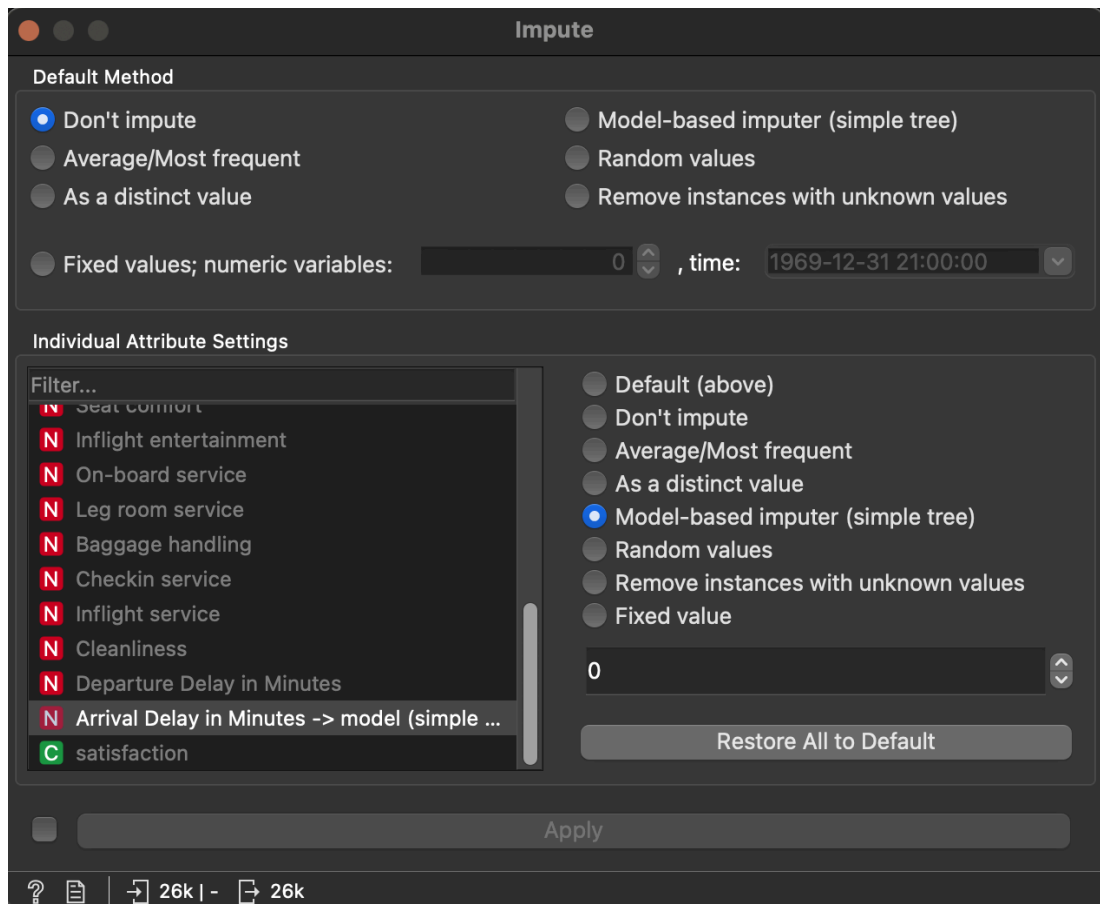 Impute
Default Method
Don't impute
Model-based imputer (simple tree)
Average/Most frequent
Random values
As a distinct value
Remove instances with unknown values
Fixed values; numeric variables: 0 , time: 1969-12-31 21:00:00
Individual Attribute Settings
Filter...
N Seat comfort
N Inflight entertainment
N On-board service
N Leg room service
N Baggage handling
N Checkin service
N Inflight service
N Cleanliness
N Departure Delay in Minutes
N Arrival Delay in Minutes -> model (simple ...
C satisfaction
Default (above)
Don't impute
Average/Most frequent
As a distinct value
Model-based imputer (simple tree)
Random values
Remove instances with unknown values
Fixed value
0
Restore All to Default
Apply
? 26k | - 26k